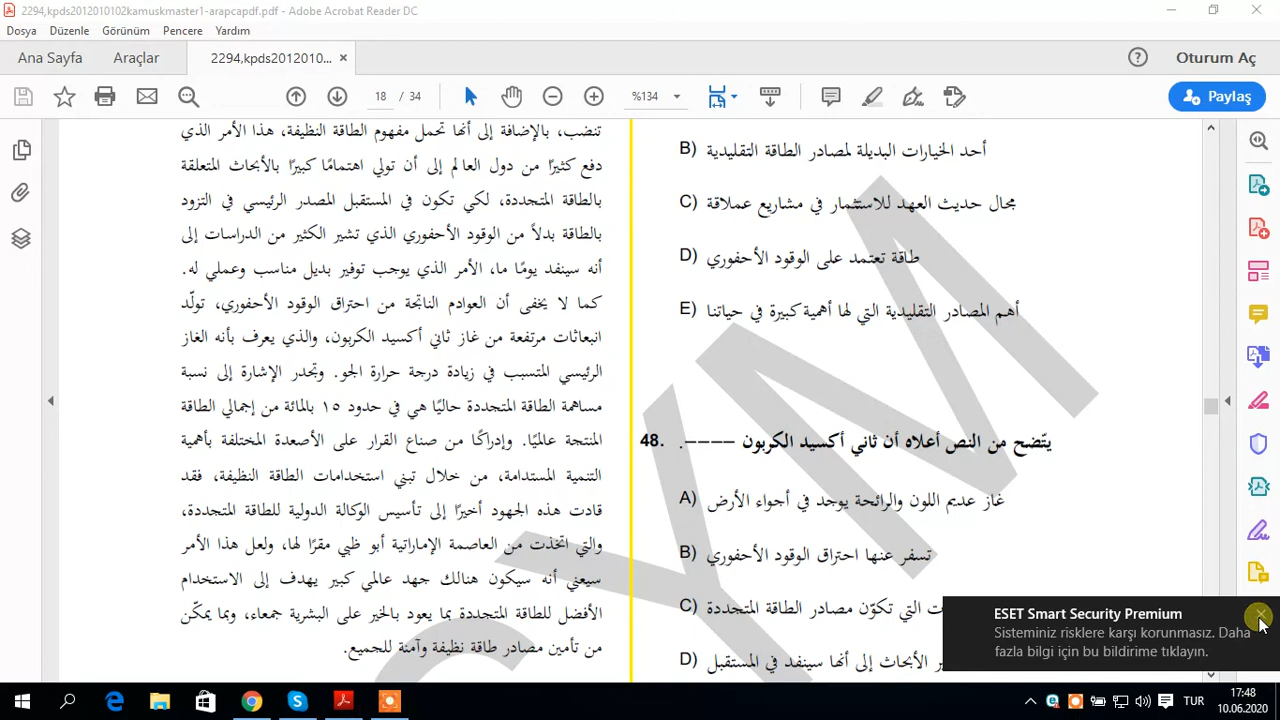 2294,kpds2012010102kamuskmaster1-arapcapdf.pdf - Adobe Acrobat Reader DC
Dosya Düzenle Görünüm Pencere Yardım
Ana Sayfa Araçlar 2294,kpds2012010... × Oturum Aç
18 / 34 %134 Paylaş
تنضب، بالإضافة إلى أنها تحمل مفهوم الطاقة النظيفة، هذا الأمر الذي
دفع كثيرًا من دول العالم إلى أن تولي اهتمامًا كبيرًا بالأبحاث المتعلقة
بالطاقة المتجددة، لكي تكون في المستقبل المصدر الرئيسي في التزود
بالطاقة بدلاً من الوقود الأحفوري الذي تشير الكثير من الدراسات إلى
أنه سينفد يومًا ما، الأمر الذي يوجب توفير بديل مناسب وعملي له.
كما لا يخفى أن العوادم الناتجة من احتراق الوقود الأحفوري، تولّد
انبعاثات مرتفعة من غاز ثاني أكسيد الكربون، والذي يعرف بأنه الغاز
الرئيسي المتسبب في زيادة درجة حرارة الجو. وتجدر الإشارة إلى نسبة
مساهمة الطاقة المتجددة حاليًا هي في حدود ١٥ بالمائة من إجمالي الطاقة
المنتجة عالميًا. وإدراكًا من صناع القرار على الأصعدة المختلفة بأهمية
التنمية المستدامة، من خلال تبني استخدامات الطاقة النظيفة، فقد
قادت هذه الجهود أخيرًا إلى تأسيس الوكالة الدولية للطاقة المتجددة،
والتي اتخذت من العاصمة الإماراتية أبو ظبي مقرًا لها، ولعل هذا الأمر
سيعني أنه سيكون هنالك جهد عالمي كبير يهدف إلى الاستخدام
الأفضل للطاقة المتجددة بما يعود بالخير على البشرية جمعاء، وبما يمكّن
من تأمين مصادر طاقة نظيفة وآمنة للجميع.
B) أحد الخيارات البديلة لمصادر الطاقة التقليدية
C) مجال حديث العهد للاستثمار في مشاريع عملاقة
D) طاقة تعتمد على الوقود الأحفوري
E) أهم المصادر التقليدية التي لها أهمية كبيرة في حياتنا
48. يتّضح من النص أعلاه أن ثاني أكسيد الكربون ----.
A) غاز عديم اللون والرائحة يوجد في أجواء الأرض
B) تسفر عنها احتراق الوقود الأحفوري
C) ت التي تكوّن مصادر الطاقة المتجددة
D) ير الأبحاث إلى أنها سينفد في المستقبل
ESET Smart Security Premium
Sisteminiz risklere karşı korunmasız. Daha
fazla bilgi için bu bildirime tıklayın.
TUR 17:48
10.06.2020
YM